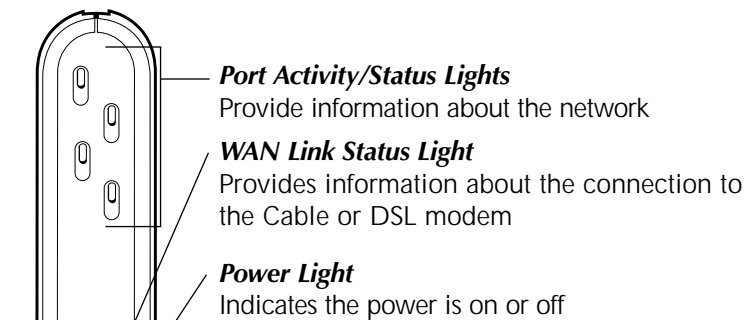 Port Activity/Status Lights
Provide information about the network
WAN Link Status Light
Provides information about the connection to
the Cable or DSL modem
Power Light
Indicates the power is on or off